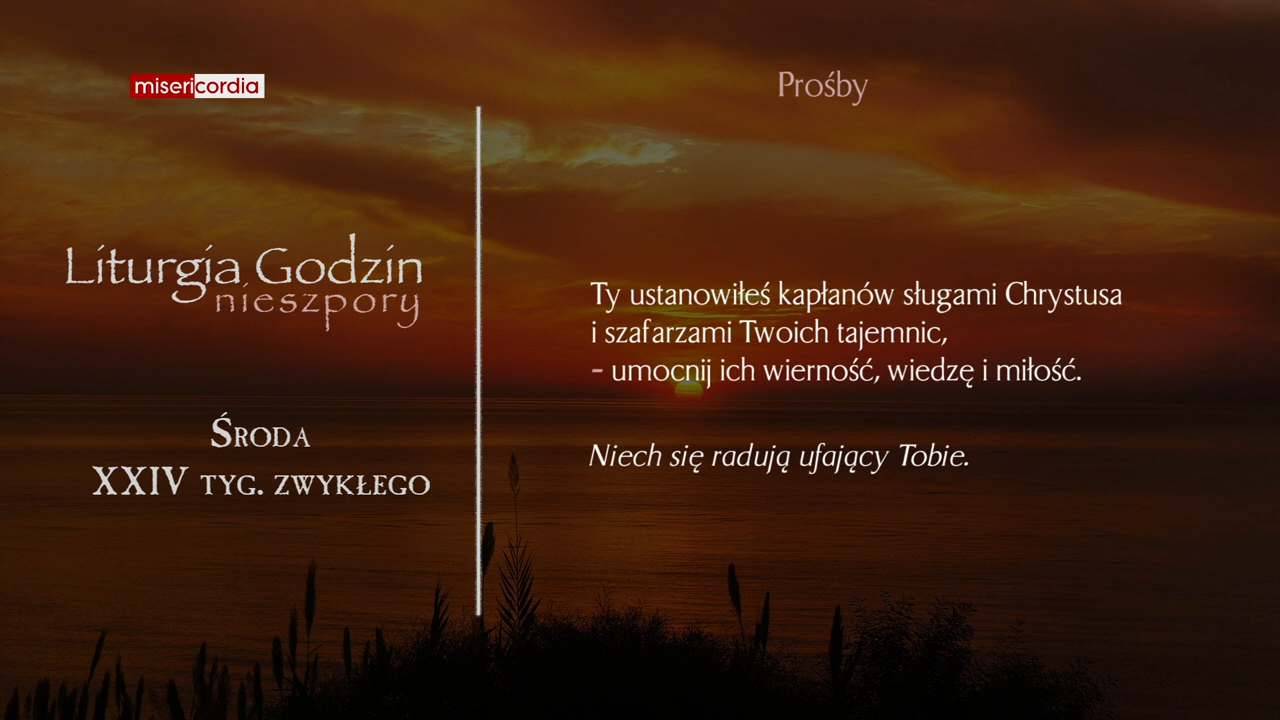 misericordia
Prośby
Liturgia Godzin
nieszpory
Środa
XXIV tyg. zwykłego
Ty ustanowiłeś kapłanów sługami Chrystusa
i szafarzami Twoich tajemnic,
- umocnij ich wierność, wiedzę i miłość.
Niech się radują ufający Tobie.